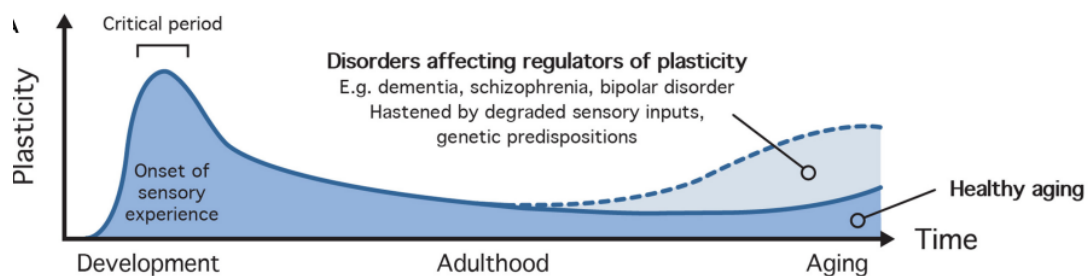 Critical period
Disorders affecting regulators of plasticity
E.g. dementia, schizophrenia, bipolar disorder
Hastened by degraded sensory inputs,
genetic predispositions
Plasticity
Onset of
sensory
experience
Healthy aging
Time
Development
Adulthood
Aging